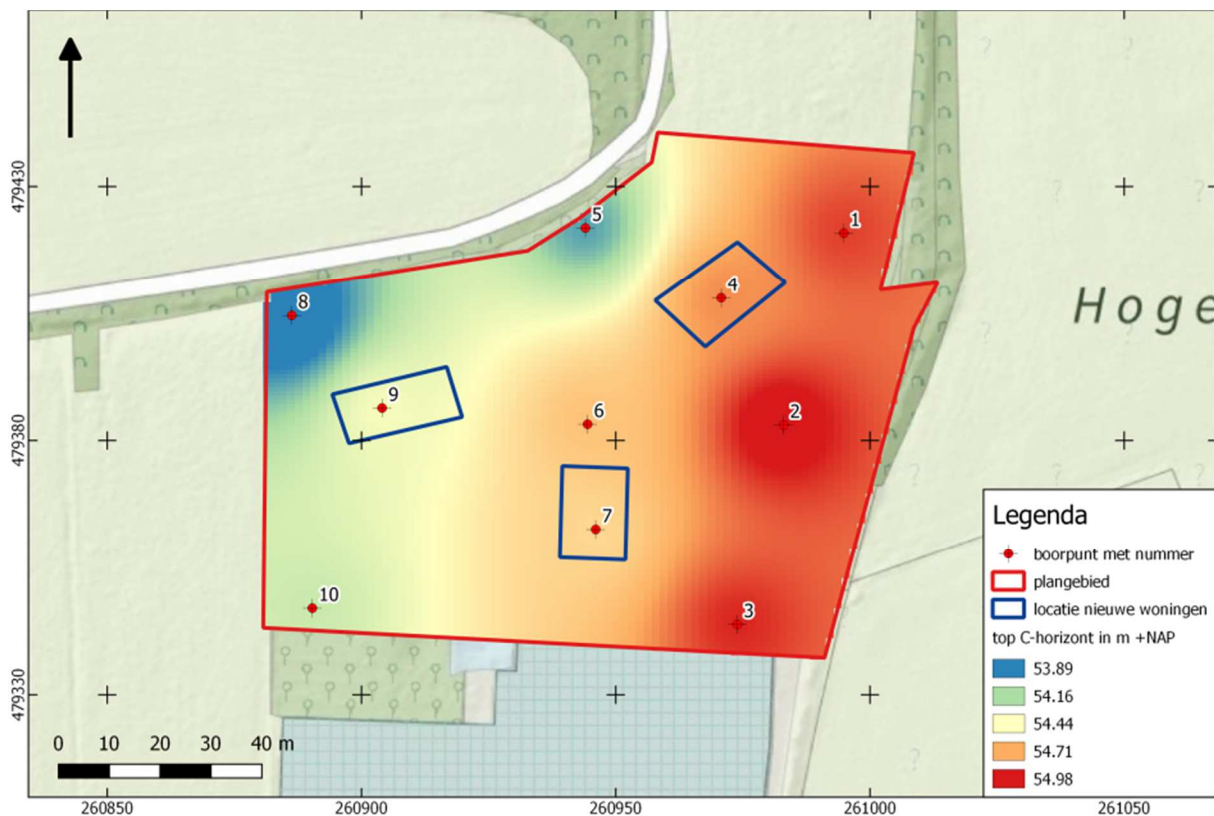 479430
479380
479330
5
1
4
8
9
6
2
7
10
3
Hoge
Legenda
boorpunt met nummer
plangebied
locatie nieuwe woningen
top C-horizont in m +NAP
53.89
54.16
54.44
54.71
54.98
0 10 20 30 40 m
260850 260900 260950 261000 261050